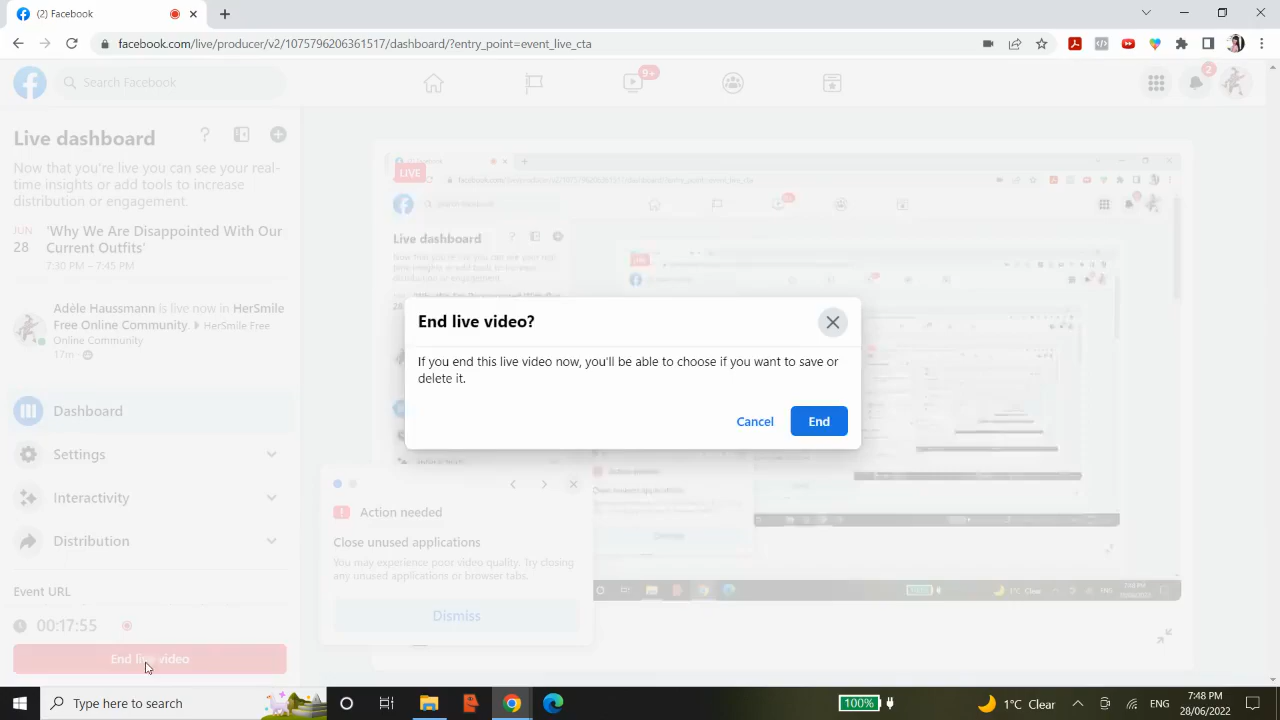 (2) Facebook
facebook.com/live/producer/v2/1075796206361517/dashboard/?entry_point=event_live_cta
Search Facebook
9+
2
Live dashboard
Now that you're live you can see your real-
time insights or add tools to increase
distribution or engagement.
JUN
28
'Why We Are Disappointed With Our
Current Outfits'
7:30 PM – 7:45 PM
Adèle Haussmann is live now in HerSmile
Free Online Community. HerSmile Free
Online Community
17m
Dashboard
Settings
Interactivity
Distribution
Event URL
00:17:55
End live video
LIVE
Live dashboard
LIVE
End live video?
If you end this live video now, you'll be able to choose if you want to save or
delete it.
Cancel
End
Action needed
Close unused applications
You may experience poor video quality. Try closing
any unused applications or browser tabs.
Dismiss
Type here to search
100%
1°C Clear
ENG
7:48 PM
28/06/2022